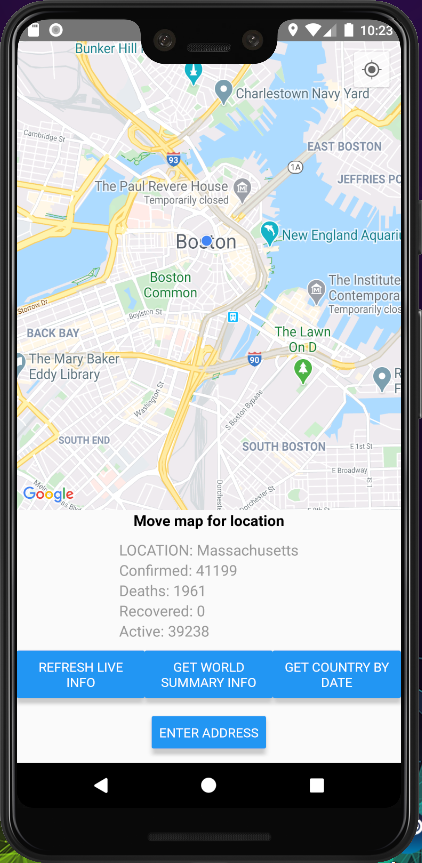 10:23
Bunker Hill
Charlestown Navy Yard
Cambridge St
93
EAST BOSTON
1A
The Paul Revere House
Temporarily closed
JEFFRIES PO
Boston
New England Aquari
Boston
Common
The Institute
Contempora
Temporarily clos
Storrow Dr
Boylston St
BACK BAY
The Lawn
On D
90
The Mary Baker
Eddy Library
R
F
Washington St
S Boston Bypass
SOUTH END
SOUTH BOSTON
E 1st St
E Broadway
Dorchester St
Google
Move map for location
LOCATION: Massachusetts
Confirmed: 41199
Deaths: 1961
Recovered: 0
Active: 39238
REFRESH LIVE
INFO
GET WORLD
SUMMARY INFO
GET COUNTRY BY
DATE
ENTER ADDRESS